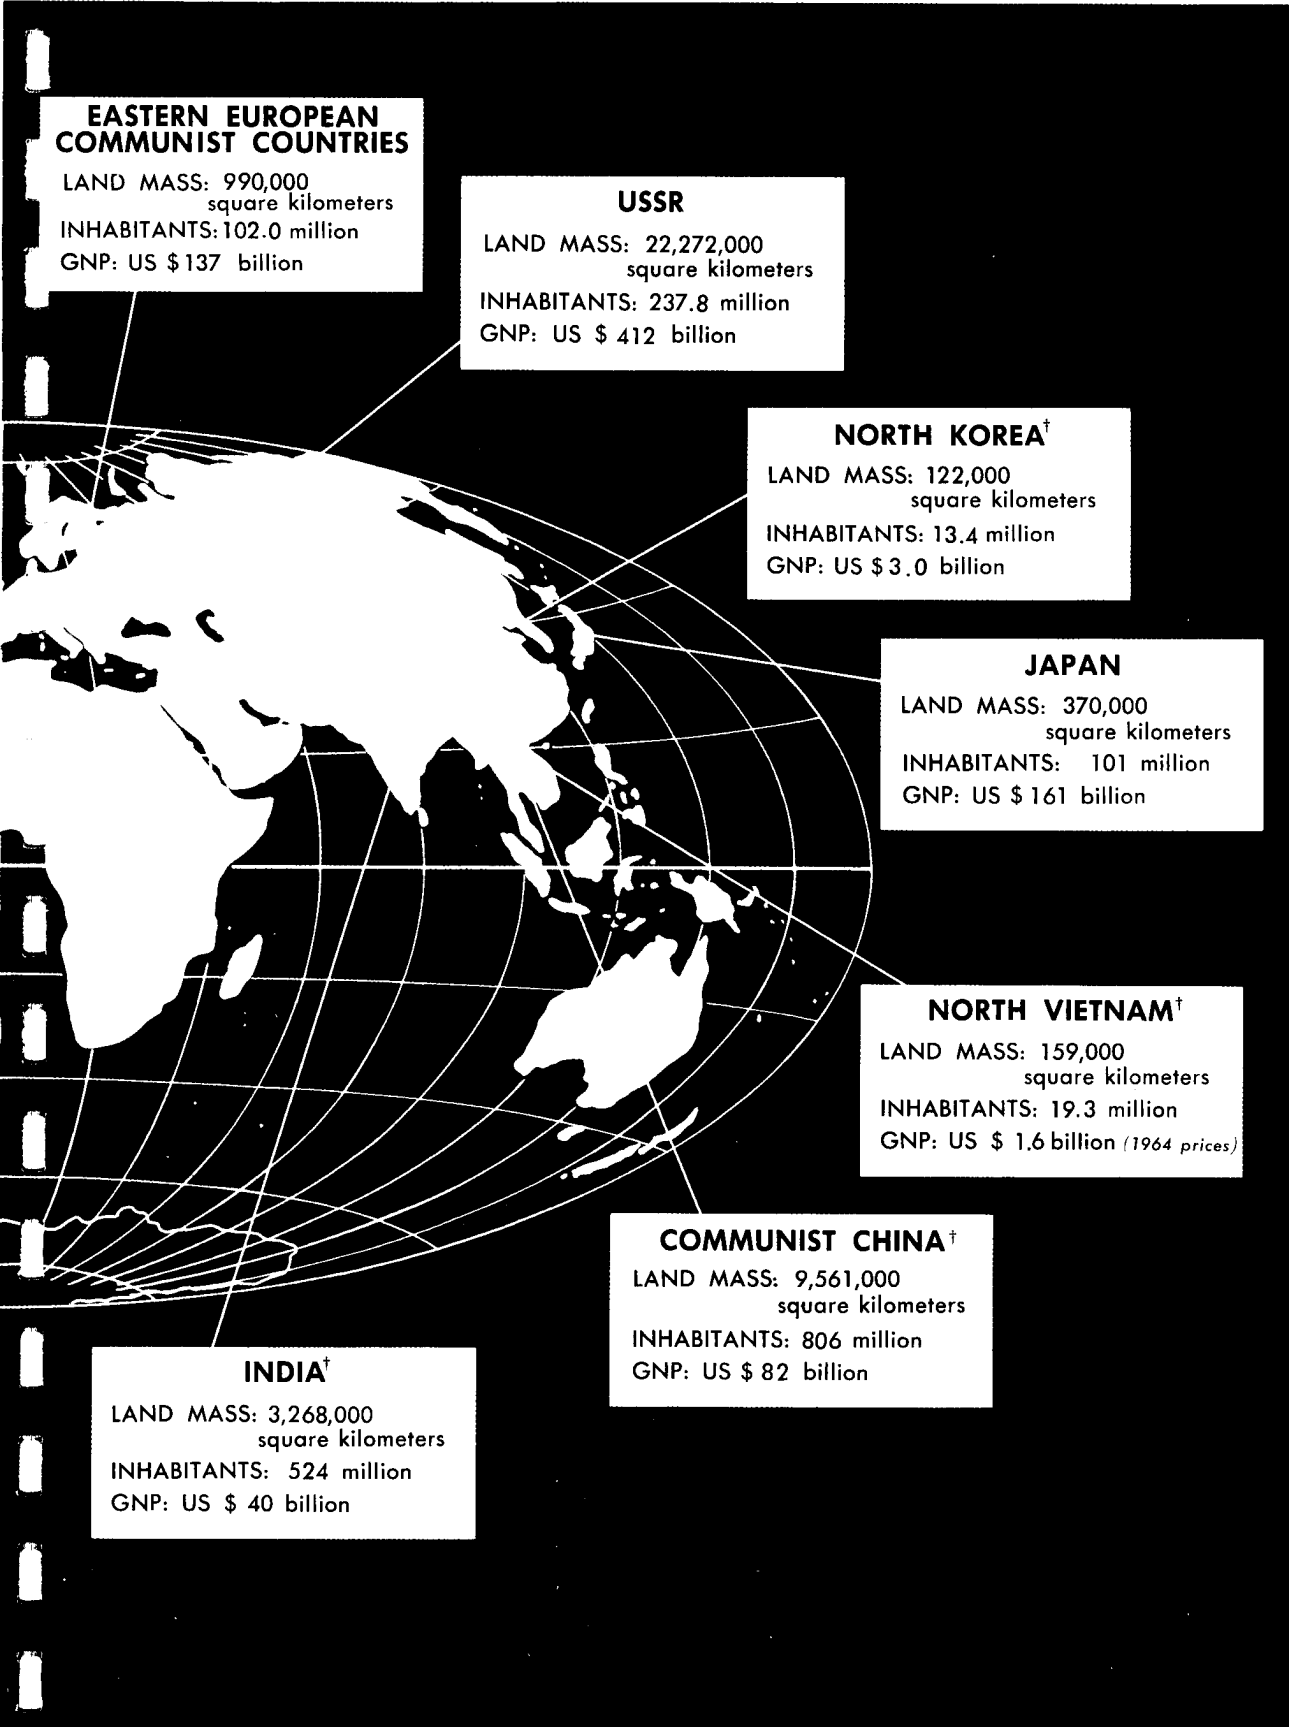 EASTERN EUROPEAN
COMMUNIST COUNTRIES
LAND MASS: 990,000
square kilometers
INHABITANTS: 102.0 million
GNP: US $ 137 billion
USSR
LAND MASS: 22,272,000
square kilometers
INHABITANTS: 237.8 million
GNP: US $ 412 billion
NORTH KOREA†
LAND MASS: 122,000
square kilometers
INHABITANTS: 13.4 million
GNP: US $ 3.0 billion
JAPAN
LAND MASS: 370,000
square kilometers
INHABITANTS: 101 million
GNP: US $ 161 billion
NORTH VIETNAM†
LAND MASS: 159,000
square kilometers
INHABITANTS: 19.3 million
GNP: US $ 1.6 billion (1964 prices)
COMMUNIST CHINA†
LAND MASS: 9,561,000
square kilometers
INHABITANTS: 806 million
GNP: US $ 82 billion
INDIA†
LAND MASS: 3,268,000
square kilometers
INHABITANTS: 524 million
GNP: US $ 40 billion